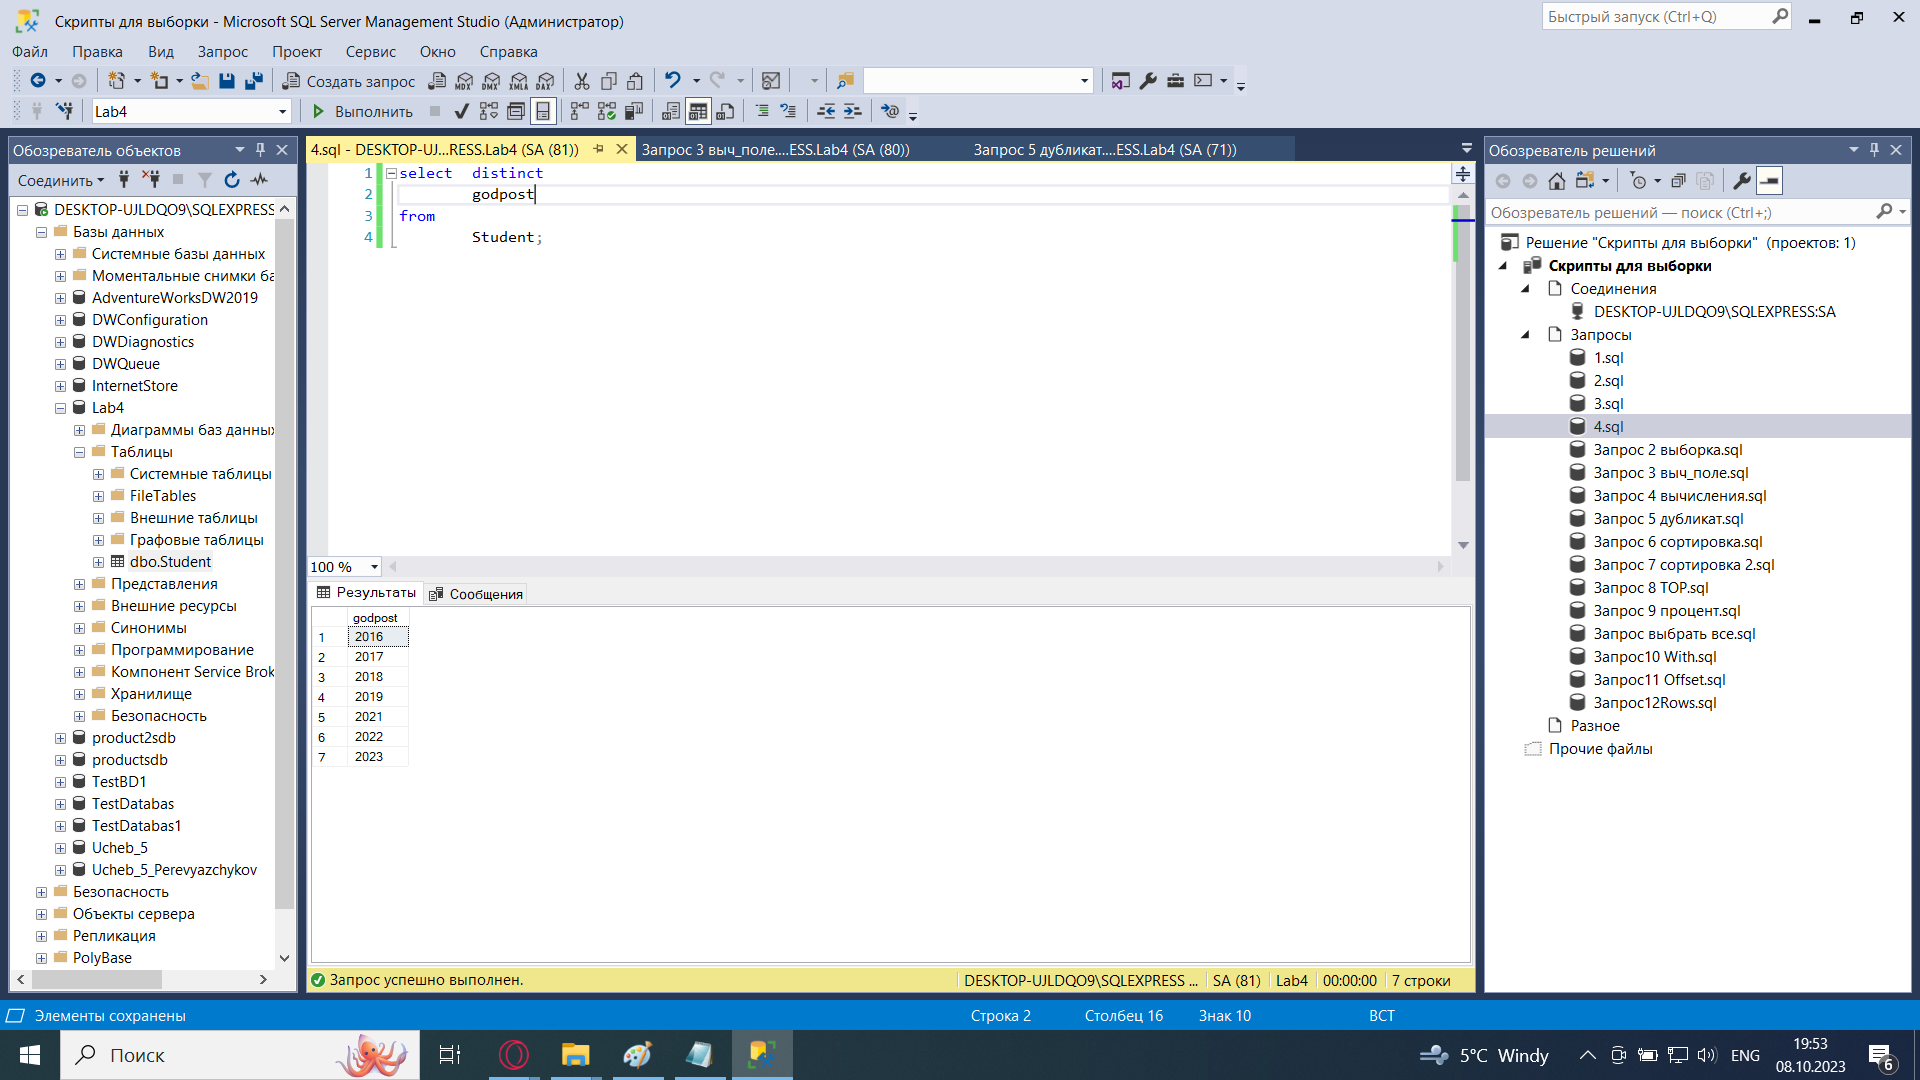 Скрипты для выборки - Microsoft SQL Server Management Studio (Администратор)
Быстрый запуск (Ctrl+Q)
Файл Правка Вид Запрос Проект Сервис Окно Справка
Создать запрос
MDX DMX XMLA DAX
Lab4
Выполнить
Обозреватель объектов
Соединить
DESKTOP-UJLDQO9\SQLEXPRESS
Базы данных
Системные базы данных
Моментальные снимки ба
AdventureWorksDW2019
DWConfiguration
DWDiagnostics
DWQueue
InternetStore
Lab4
Диаграммы баз данны
Таблицы
Системные таблицы
FileTables
Внешние таблицы
Графовые таблицы
dbo.Student
Представления
Внешние ресурсы
Синонимы
Программирование
Компонент Service Brok
Хранилище
Безопасность
product2sdb
productsdb
TestBD1
TestDatabas
TestDatabas1
Ucheb_5
Ucheb_5_Perevyazchykov
Безопасность
Объекты сервера
Репликация
PolyBase
4.sql - DESKTOP-UJ...RESS.Lab4 (SA (81))
Запрос 3 выч_поле....ESS.Lab4 (SA (80))
Запрос 5 дубликат....ESS.Lab4 (SA (71))
1 select distinct
2 godpost
3 from
4 Student;
100 %
Результаты Сообщения
godpost
1 2016
2 2017
3 2018
4 2019
5 2021
6 2022
7 2023
Запрос успешно выполнен.
DESKTOP-UJLDQO9\SQLEXPRESS ... SA (81) Lab4 00:00:00 7 строки
Обозреватель решений
Обозреватель решений — поиск (Ctrl+;)
Решение "Скрипты для выборки" (проектов: 1)
Скрипты для выборки
Соединения
DESKTOP-UJLDQO9\SQLEXPRESS:SA
Запросы
1.sql
2.sql
3.sql
4.sql
Запрос 2 выборка.sql
Запрос 3 выч_поле.sql
Запрос 4 вычисления.sql
Запрос 5 дубликат.sql
Запрос 6 сортировка.sql
Запрос 7 сортировка 2.sql
Запрос 8 TOP.sql
Запрос 9 процент.sql
Запрос выбрать все.sql
Запрос10 With.sql
Запрос11 Offset.sql
Запрос12Rows.sql
Разное
Прочие файлы
Элементы сохранены
Строка 2 Столбец 16 Знак 10 ВСТ
Поиск
5°C Windy
ENG
19:53
08.10.2023
6